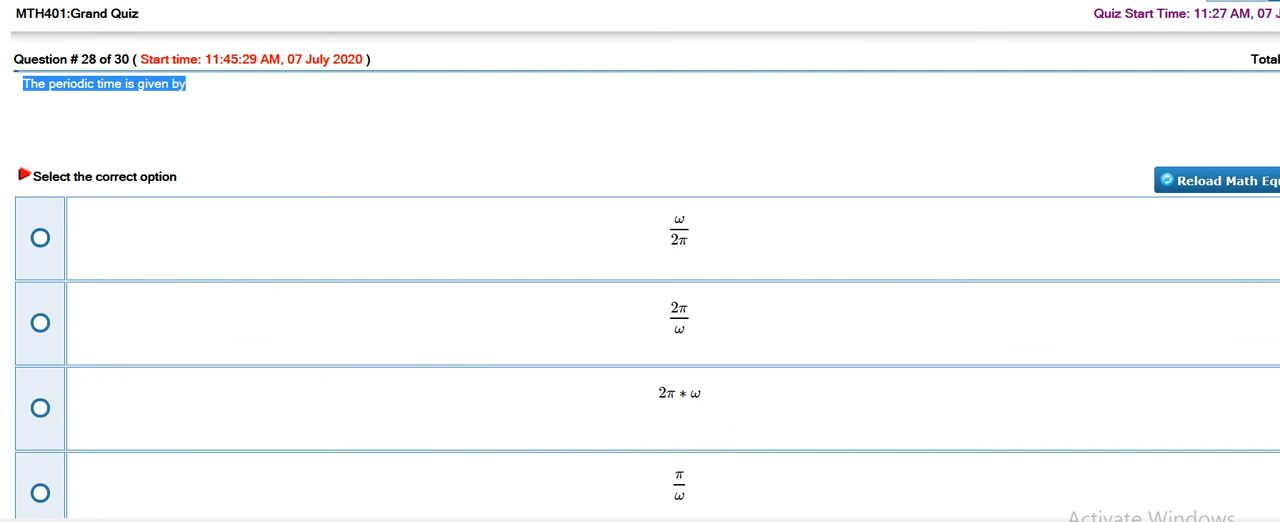 MTH401:Grand Quiz
Quiz Start Time: 11:27 AM, 07
Question # 28 of 30 ( Start time: 11:45:29 AM, 07 July 2020 )
Total
The periodic time is given by
Select the correct option
Reload Math Equ
ω
2π
2π
ω
2π * ω
π
ω
Activate Windows